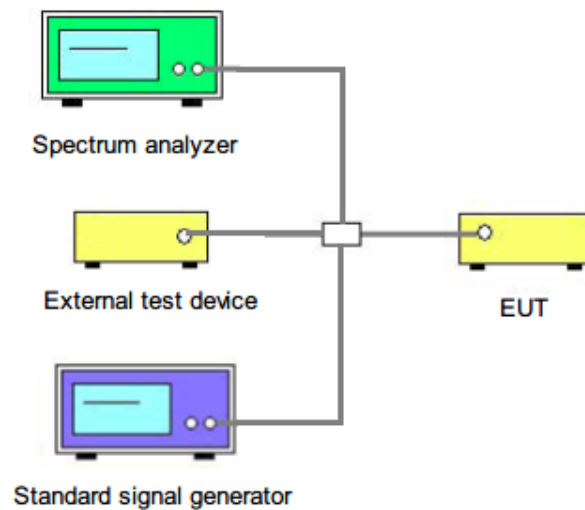 Spectrum analyzer
External test device
EUT
Standard signal generator